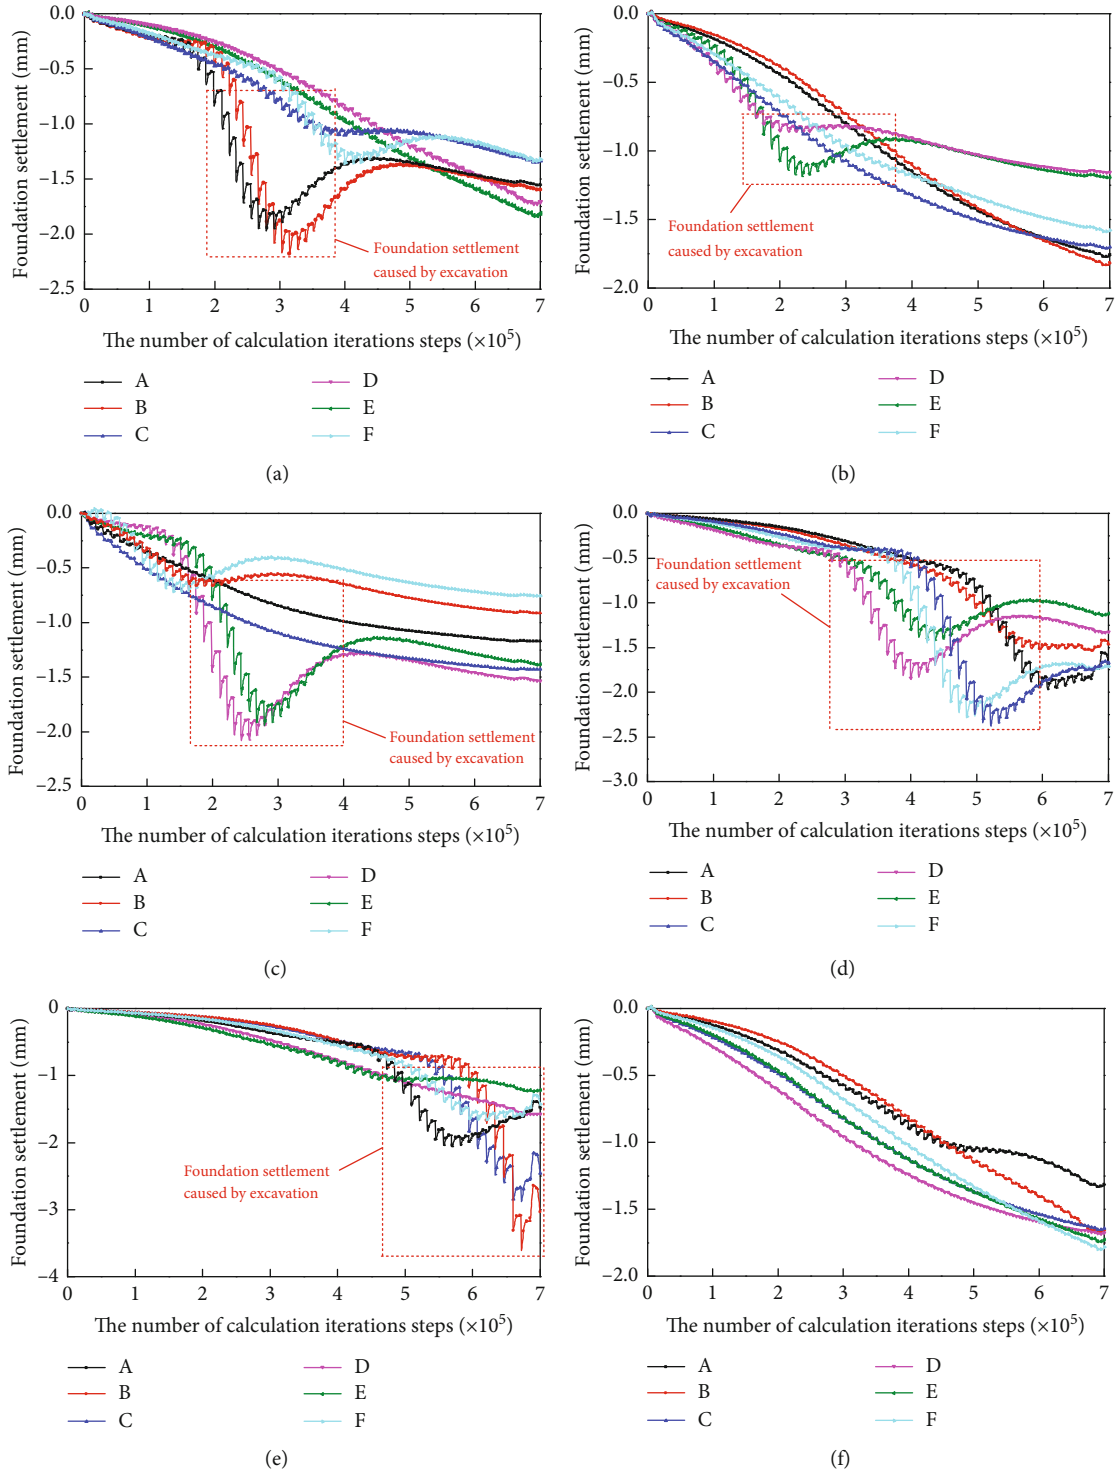 0.0
−0.5
−1.0
−1.5
−2.0
−2.5
Foundation settlement (mm)
Foundation settlement
caused by excavation
0 1 2 3 4 5 6 7
The number of calculation iterations steps (×10⁵)
A D
B E
C F
(a)
0.0
−0.5
−1.0
−1.5
−2.0
Foundation settlement (mm)
Foundation settlement
caused by excavation
0 1 2 3 4 5 6 7
The number of calculation iterations steps (×10⁵)
A D
B E
C F
(b)
0.0
−0.5
−1.0
−1.5
−2.0
−2.5
Foundation settlement (mm)
Foundation settlement
caused by excavation
0 1 2 3 4 5 6 7
The number of calculation iterations steps (×10⁵)
A D
B E
C F
(c)
0.0
−0.5
−1.0
−1.5
−2.0
−2.5
−3.0
Foundation settlement (mm)
Foundation settlement
caused by excavation
0 1 2 3 4 5 6 7
The number of calculation iterations steps (×10⁵)
A D
B E
C F
(d)
0
−1
−2
−3
−4
Foundation settlement (mm)
Foundation settlement
caused by excavation
0 1 2 3 4 5 6 7
The number of calculation iterations steps (×10⁵)
A D
B E
C F
(e)
0.0
−0.5
−1.0
−1.5
−2.0
Foundation settlement (mm)
0 1 2 3 4 5 6 7
The number of calculation iterations steps (×10⁵)
A D
B E
C F
(f)